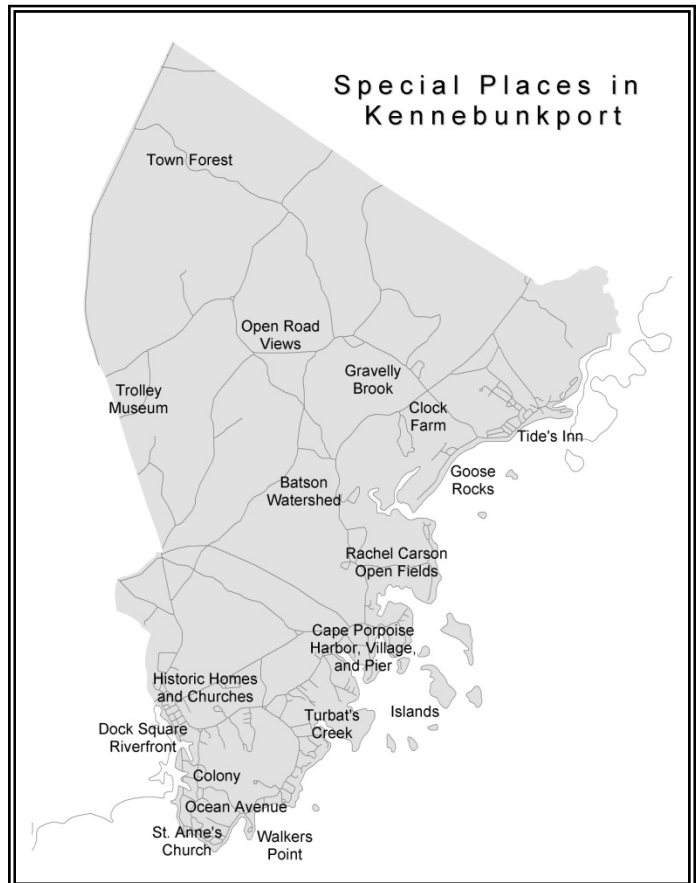 Special Places in
Kennebunkport
Town Forest
Open Road
Views
Gravelly
Brook
Trolley
Museum
Clock
Farm
Tide's Inn
Goose
Rocks
Batson
Watershed
Rachel Carson
Open Fields
Cape Porpoise
Harbor, Village,
and Pier
Historic Homes
and Churches
Islands
Turbat's
Creek
Dock Square
Riverfront
Colony
Ocean Avenue
St. Anne's
Church
Walkers
Point